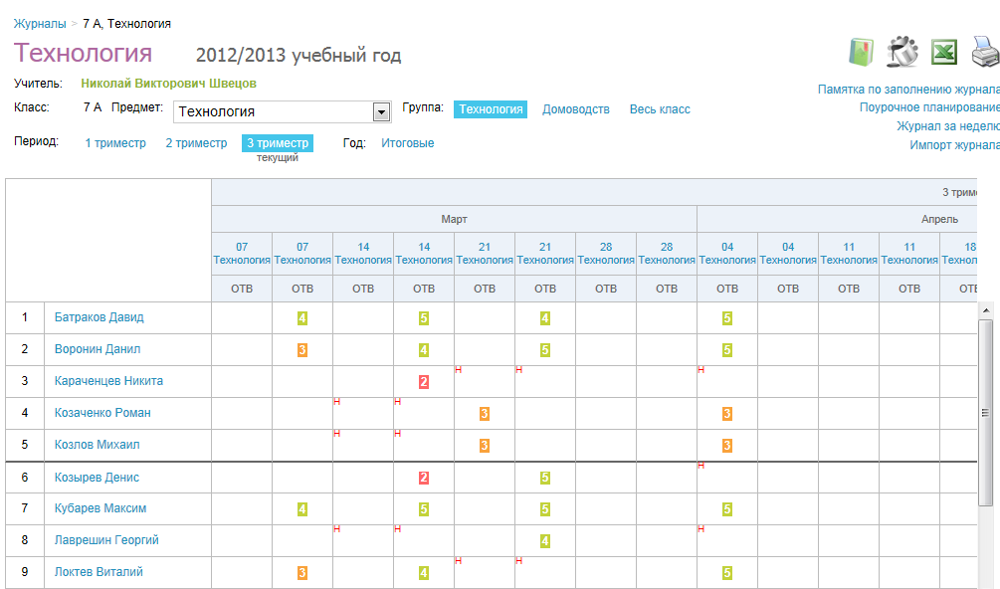 Журналы > 7 А, Технология
Технология 2012/2013 учебный год
Учитель: Николай Викторович Швецов
Памятка по заполнению журнала
Класс: 7 А Предмет: Технология Группа: Технология Домоводств Весь класс
Поурочное планирование
Журнал за неделю
Период: 1 триместр 2 триместр 3 триместр Год: Итоговые
Импорт журнала
текущий
3 трим
Март Апрель
07 07 14 14 21 21 28 28 04 04 11 11 18
Технология Технология Технология Технология Технология Технология Технология Технология Технология Технология Технология Технология Технол
ОТВ ОТВ ОТВ ОТВ ОТВ ОТВ ОТВ ОТВ ОТВ ОТВ ОТВ ОТВ ОТВ
1 Батраков Давид 4 5 4 5
2 Воронин Данил 3 4 5 5
3 Караченцев Никита 2 Н Н Н
4 Козаченко Роман Н Н 3 3
5 Козлов Михаил Н Н 3 3
6 Козырев Денис 2 5 Н
7 Кубарев Максим 4 5 5 5
8 Лаврешин Георгий Н Н 4 Н
9 Локтев Виталий 3 4 Н Н 5